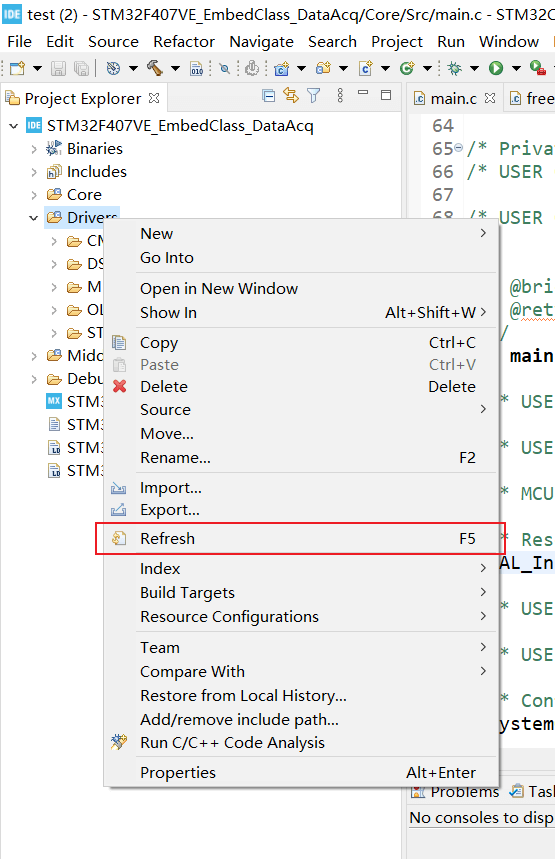 IDE test (2) - STM32F407VE_EmbedClass_DataAcq/Core/Src/main.c - STM32C
File Edit Source Refactor Navigate Search Project Run Window
Project Explorer
main.c free
IDE STM32F407VE_EmbedClass_DataAcq
Binaries
Includes
Core
Drivers
CM
DS
M
OL
ST
Midd
Debu
MX STM3
STM3
LD STM3
LD STM3
New
Go Into
Open in New Window
Show In Alt+Shift+W
Copy Ctrl+C
Paste Ctrl+V
Delete Delete
Source
Move...
Rename... F2
Import...
Export...
Refresh F5
Index
Build Targets
Resource Configurations
Team
Compare With
Restore from Local History...
Add/remove include path...
Run C/C++ Code Analysis
Properties Alt+Enter
64
65 /* Priva
66 /* USER
67
68 /* USER
@bri
@ret
/
main
* USE
* USE
* MCU
* Res
AL_In
* USE
* USE
* Con
ystem
Problems Task
No consoles to disp